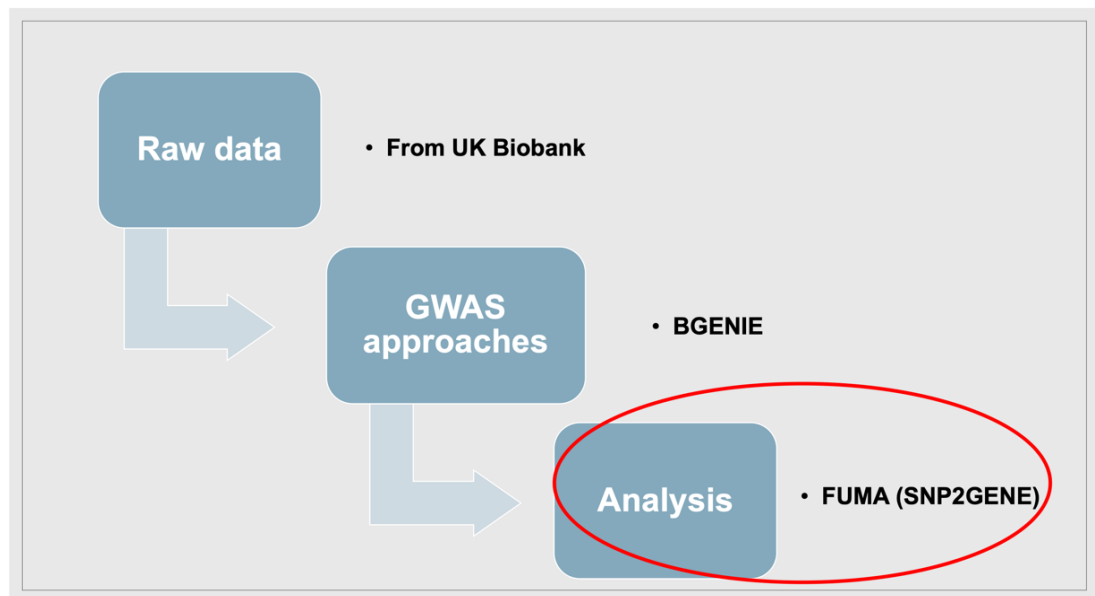 Raw data
• From UK Biobank
GWAS
approaches
• BGENIE
Analysis
• FUMA (SNP2GENE)